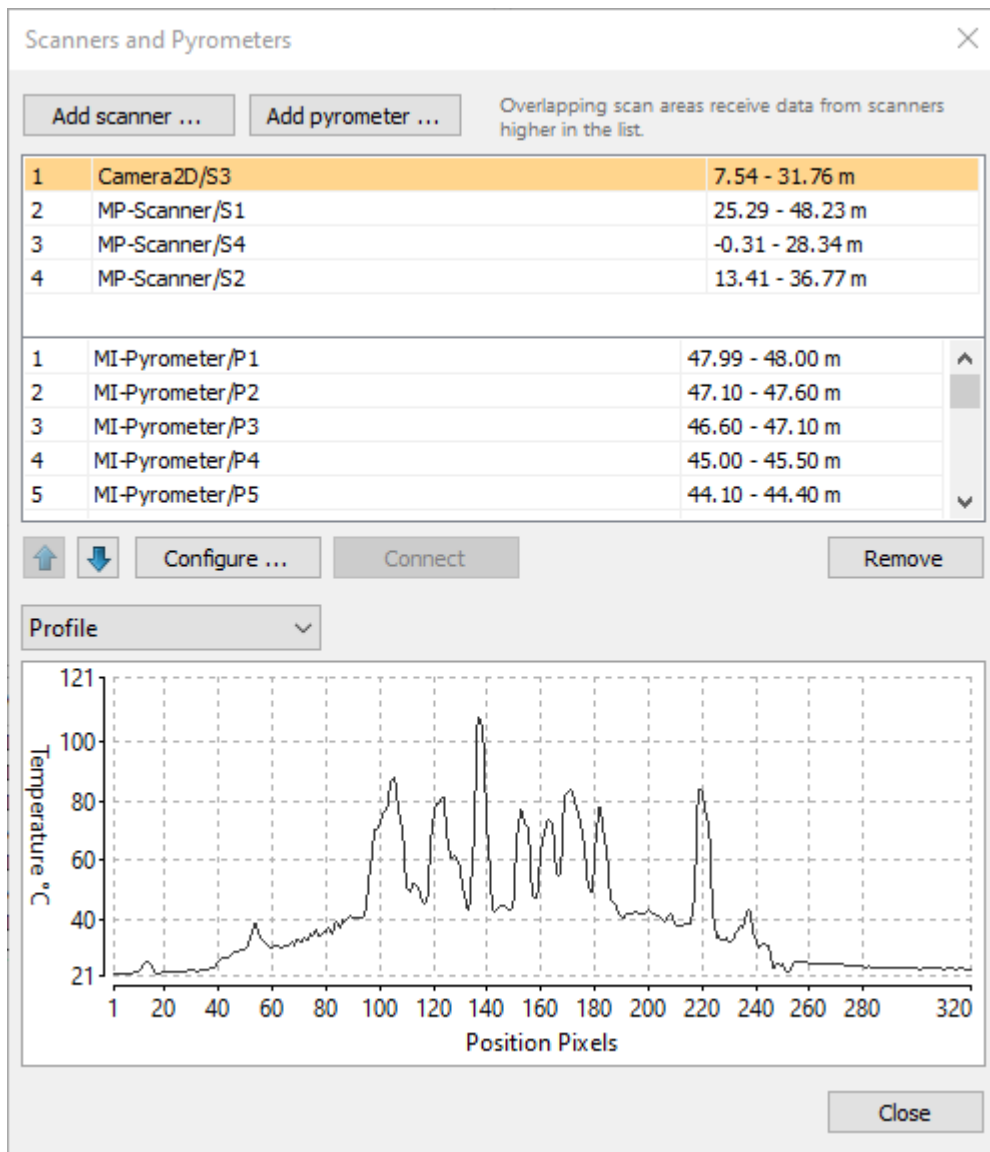 Scanners and Pyrometers
Add scanner ...
Add pyrometer ...
Overlapping scan areas receive data from scanners
higher in the list.
1 Camera2D/S3 7.54 - 31.76 m
2 MP-Scanner/S1 25.29 - 48.23 m
3 MP-Scanner/S4 -0.31 - 28.34 m
4 MP-Scanner/S2 13.41 - 36.77 m
1 MI-Pyrometer/P1 47.99 - 48.00 m
2 MI-Pyrometer/P2 47.10 - 47.60 m
3 MI-Pyrometer/P3 46.60 - 47.10 m
4 MI-Pyrometer/P4 45.00 - 45.50 m
5 MI-Pyrometer/P5 44.10 - 44.40 m
Configure ...
Connect
Remove
Profile
Temperature °C
121
100
80
60
40
21
1 20 40 60 80 100 120 140 160 180 200 220 240 260 280 320
Position Pixels
Close